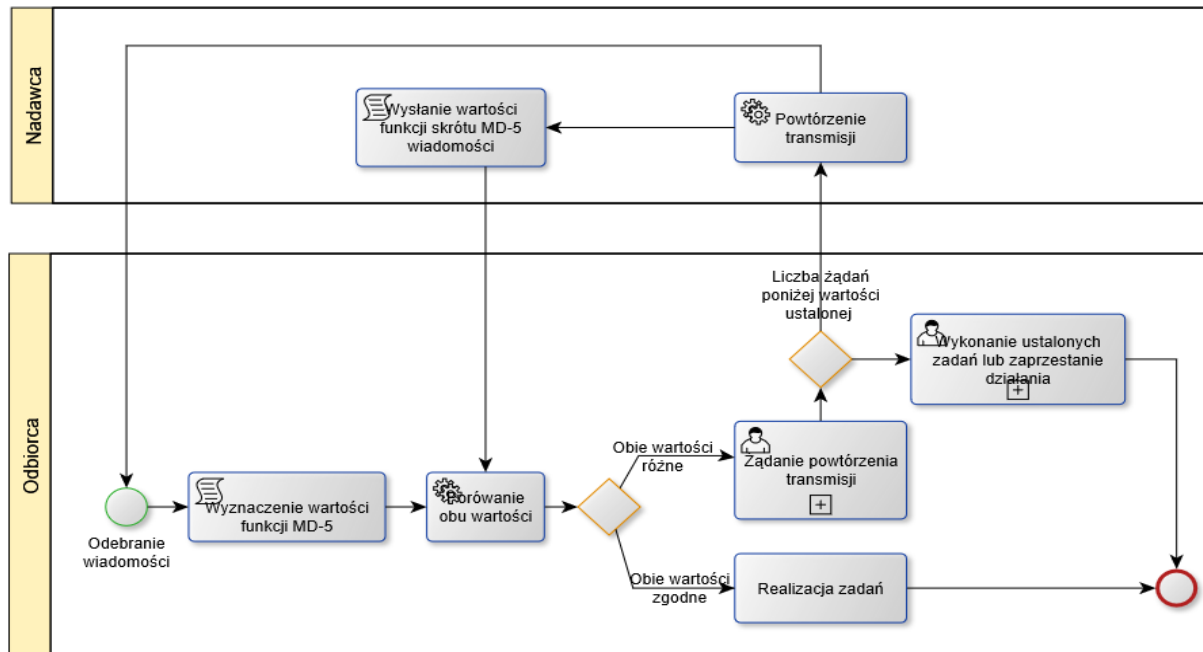 Nadawca
Wysłanie wartości
funkcji skrótu MD-5
wiadomości
Powtórzenie
transmisji
Odbiorca
Liczba żądań
poniżej wartości
ustalonej
Wykonanie ustalonych
zadań lub zaprzestanie
działania
Obie wartości
różne
Żądanie powtórzenia
transmisji
Odebranie
wiadomości
Wyznaczenie wartości
funkcji MD-5
Porówanie
obu wartości
Obie wartości
zgodne
Realizacja zadań